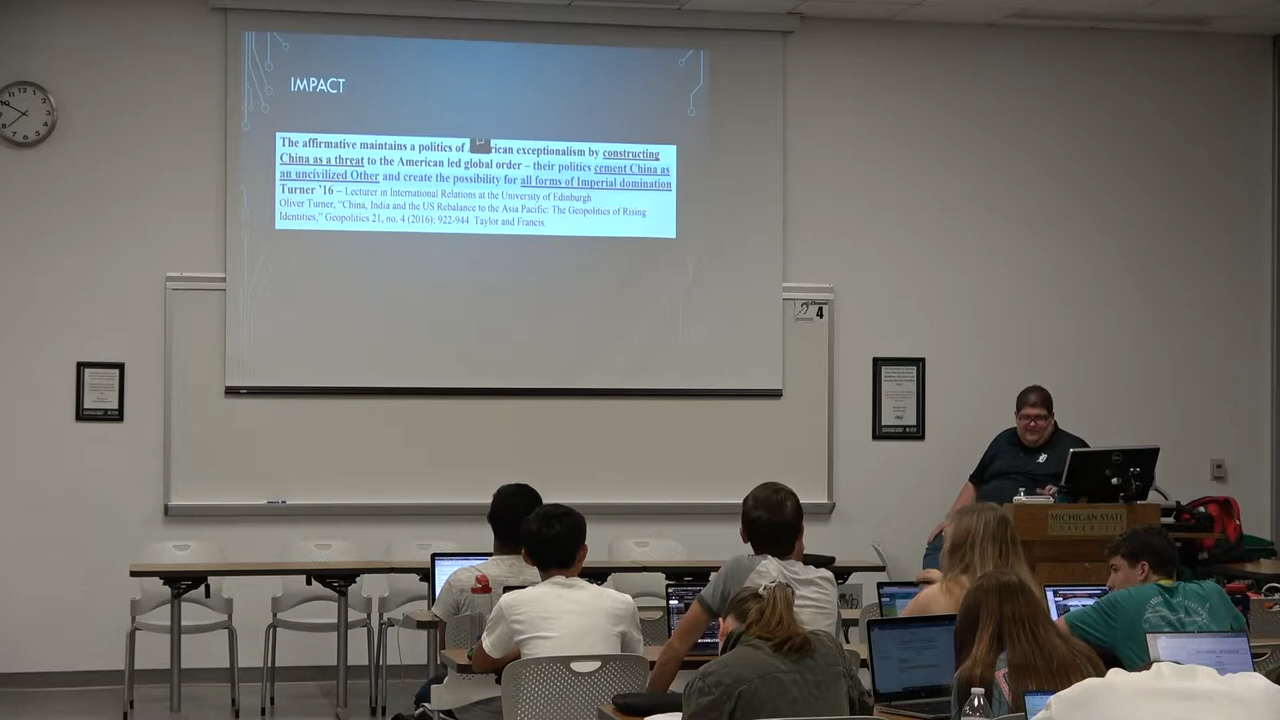 IMPACT
The affirmative maintains a politics of rican exceptionalism by constructing
China as a threat to the American led global order – their politics cement China as
an uncivilized Other and create the possibility for all forms of Imperial domination
Turner ’16 – Lecturer in International Relations at the University of Edinburgh
Oliver Turner, “China, India and the US Rebalance to the Asia Pacific: The Geopolitics of Rising
Identities,” Geopolitics 21, no. 4 (2016): 922-944. Taylor and Francis.
Channel
4
MICHIGAN STATE
UNIVERSITY